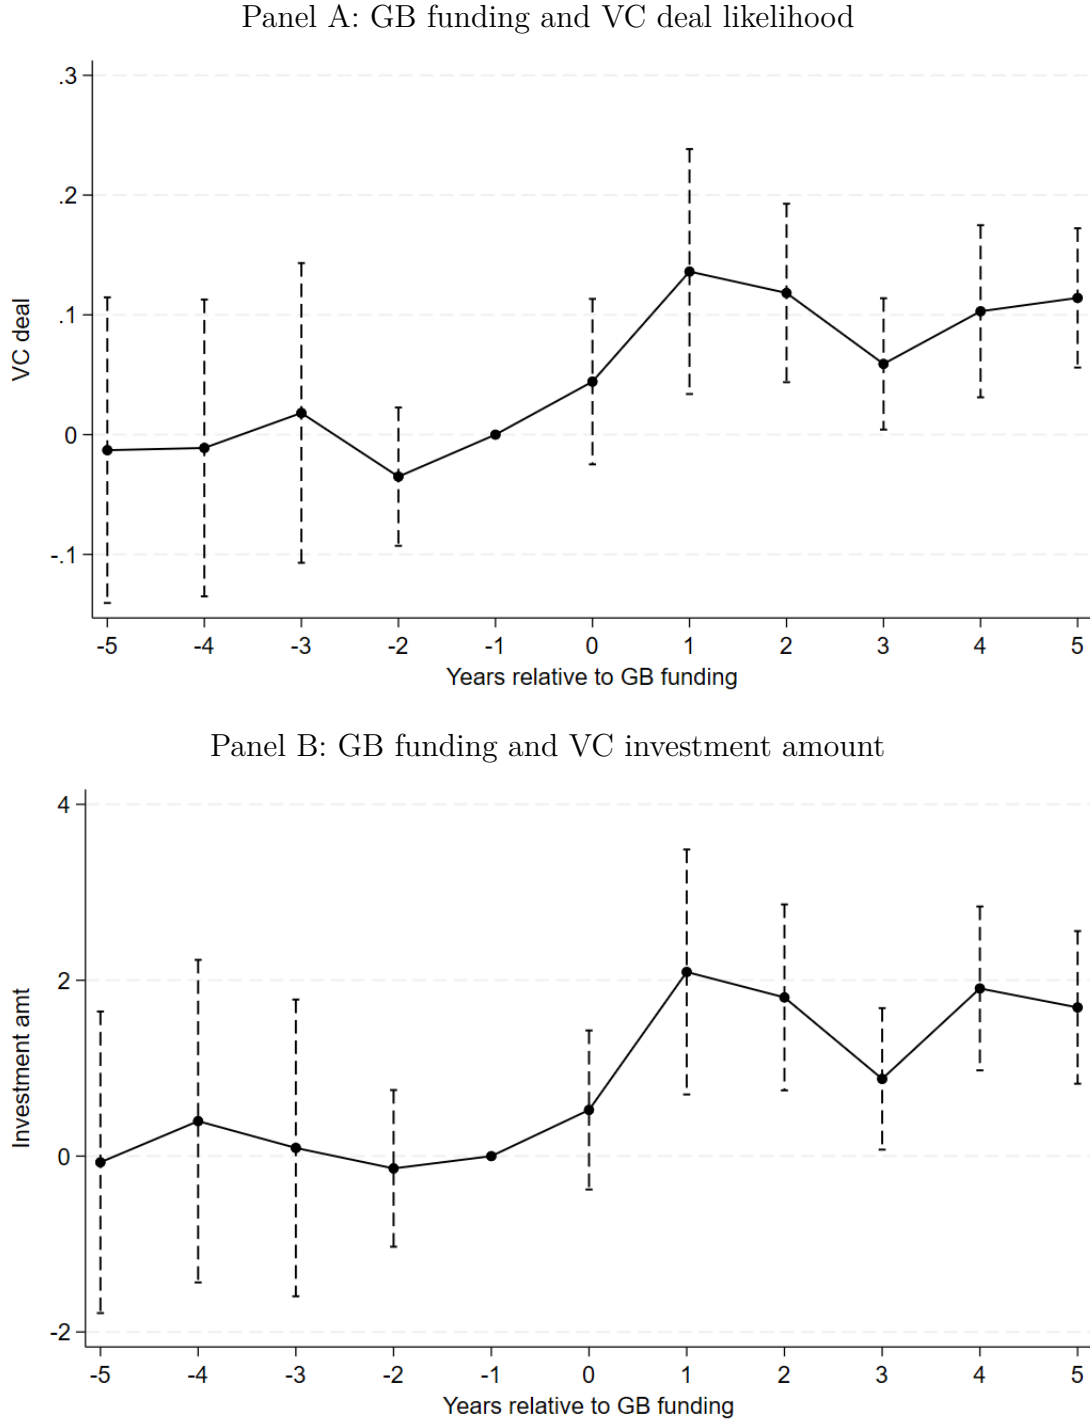 Panel A: GB funding and VC deal likelihood
.3
.2
.1
0
-.1
VC deal
-5 -4 -3 -2 -1 0 1 2 3 4 5
Years relative to GB funding
Panel B: GB funding and VC investment amount
4
2
0
-2
Investment amt
-5 -4 -3 -2 -1 0 1 2 3 4 5
Years relative to GB funding